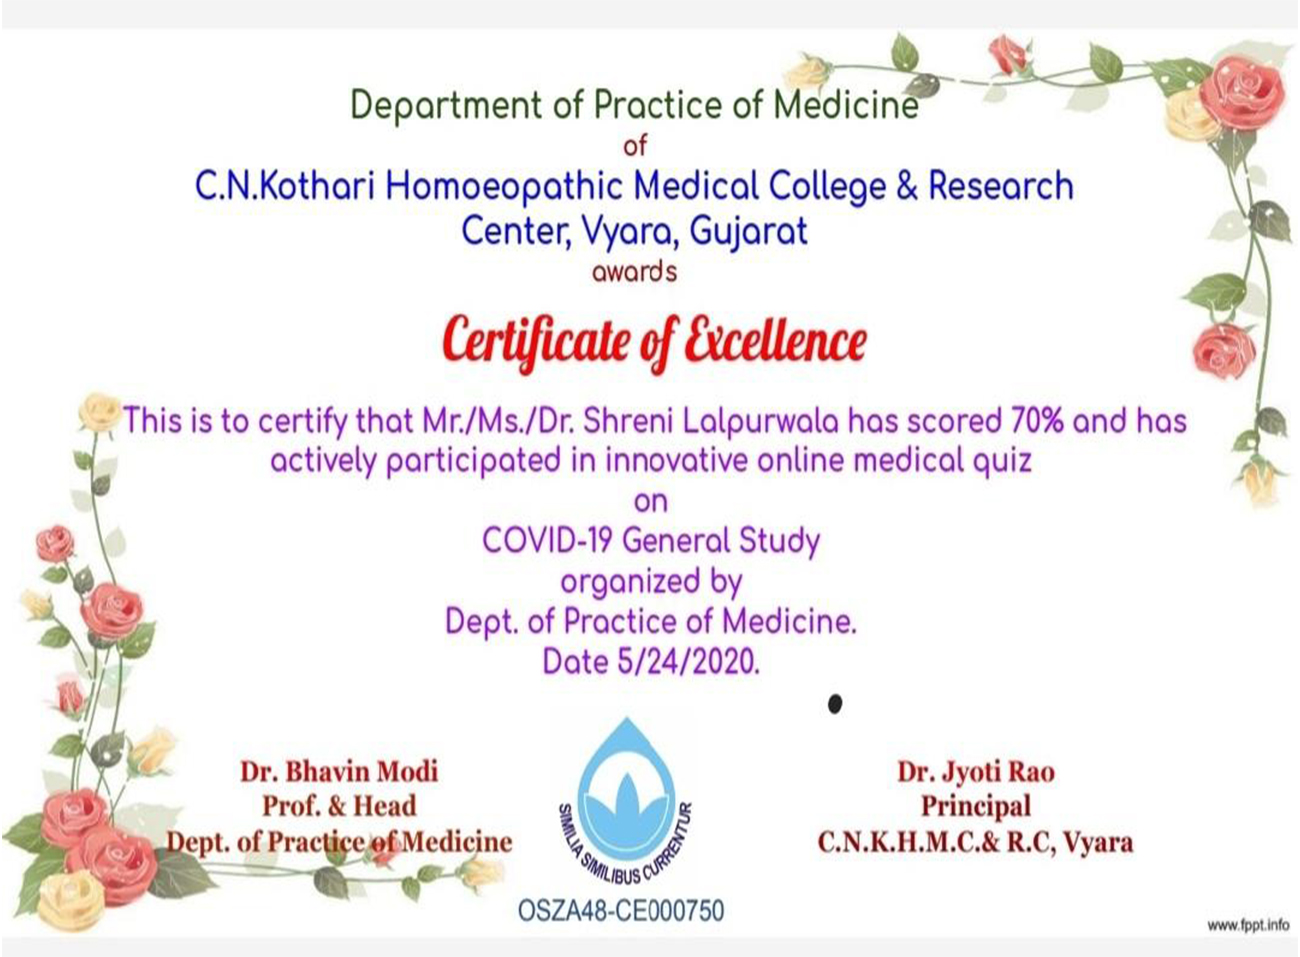 Department of Practice of Medicine
of
C.N.Kothari Homoeopathic Medical College & Research
Center, Vyara, Gujarat
awards
Certificate of Excellence
This is to certify that Mr./Ms./Dr. Shreni Lalpurwala has scored 70% and has
actively participated in innovative online medical quiz
on
COVID-19 General Study
organized by
Dept. of Practice of Medicine.
Date 5/24/2020.
Dr. Bhavin Modi
Prof. & Head
Dept. of Practice of Medicine
SIMILIA SIMILIBUS CURRENTUR
OSZA48-CE000750
Dr. Jyoti Rao
Principal
C.N.K.H.M.C.& R.C, Vyara
www.fppt.info